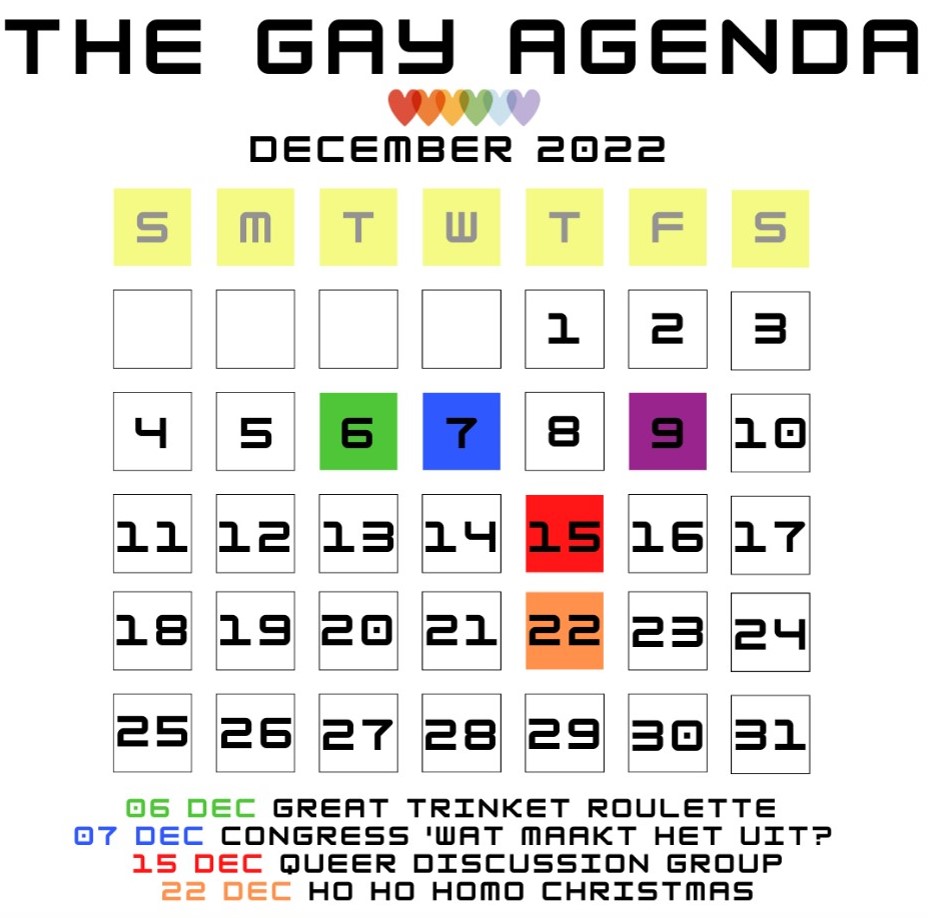 THE GAY AGENDA
DECEMBER 2022
S M T W T F S
1 2 3
4 5 6 7 8 9 10
11 12 13 14 15 16 17
18 19 20 21 22 23 24
25 26 27 28 29 30 31
06 DEC GREAT TRINKET ROULETTE
07 DEC CONGRESS 'WAT MAAKT HET UIT?
15 DEC QUEER DISCUSSION GROUP
22 DEC HO HO HOMO CHRISTMAS